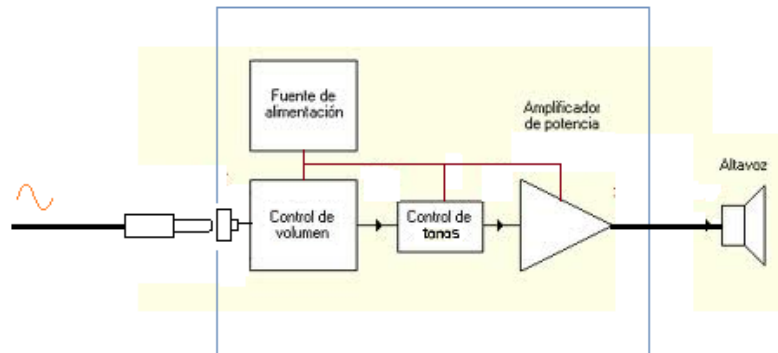 Fuente de
alimentación
Amplificador
de potencia
Altavoz
Control de
volumen
Control de
tonos